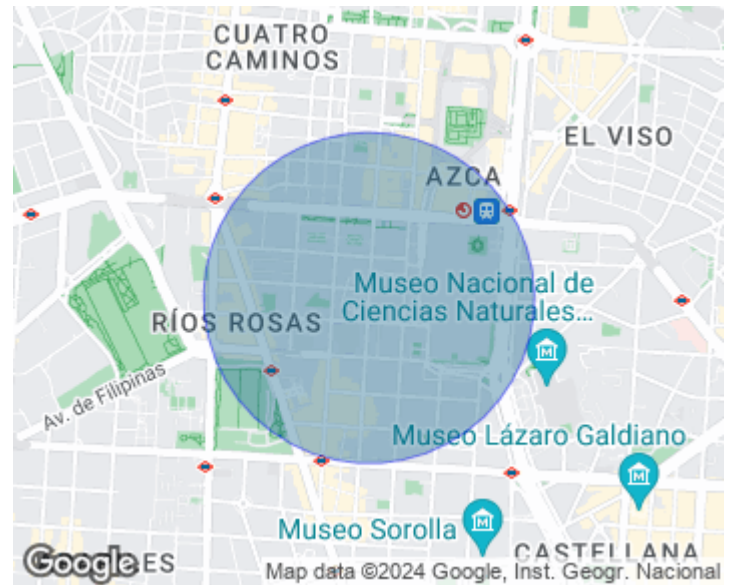 CUATRO
CAMINOS
EL VISO
AZCA
Museo Nacional de
Ciencias Naturales...
RÍOS ROSAS
Av. de Filipinas
Museo Lázaro Galdiano
Museo Sorolla
CASTELLANA
Google
ES
Map data ©2024 Google, Inst. Geogr. Nacional